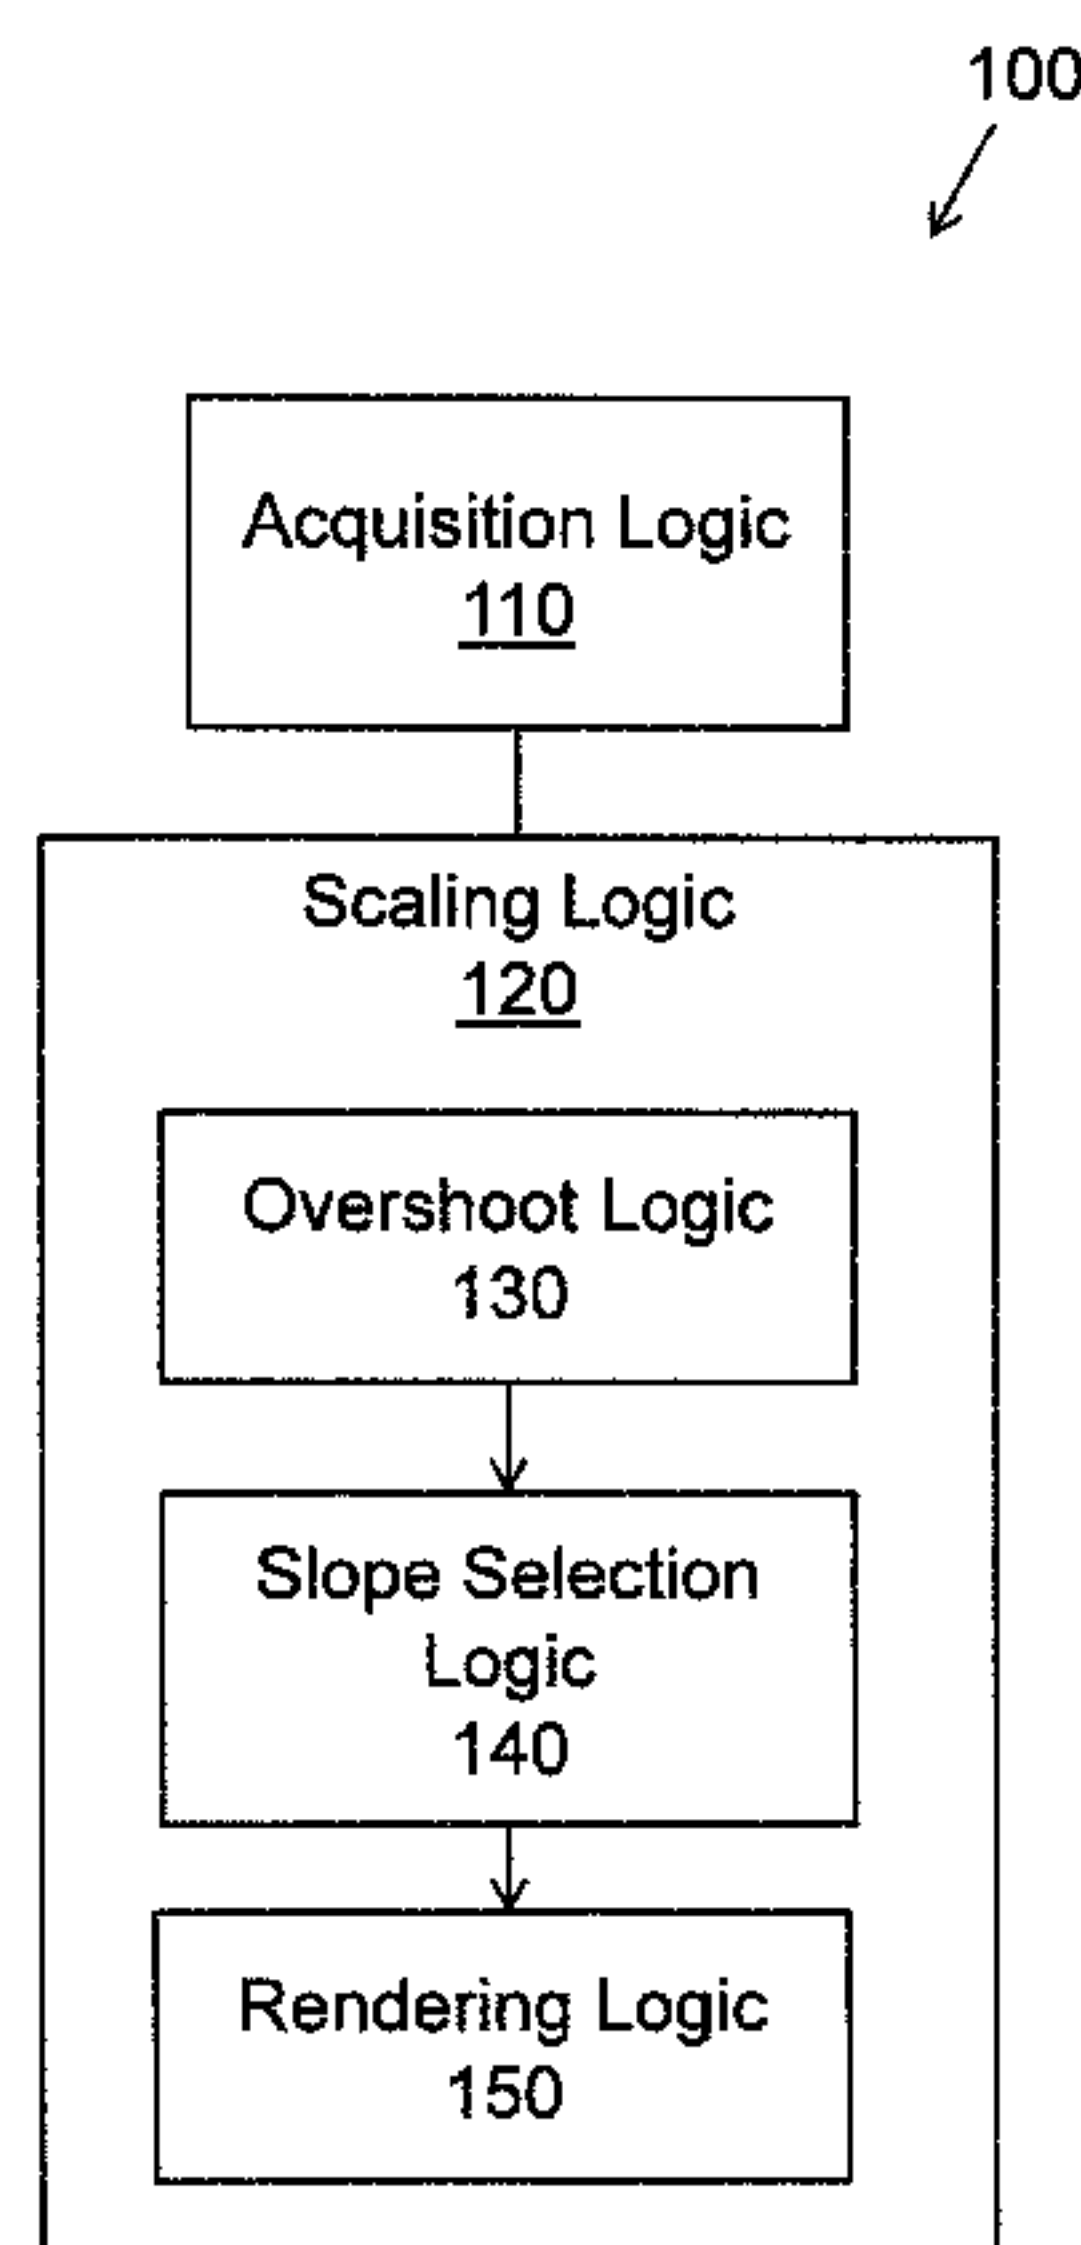 100
Acquisition Logic
110
Scaling Logic
120
Overshoot Logic
130
Slope Selection
Logic
140
Rendering Logic
150